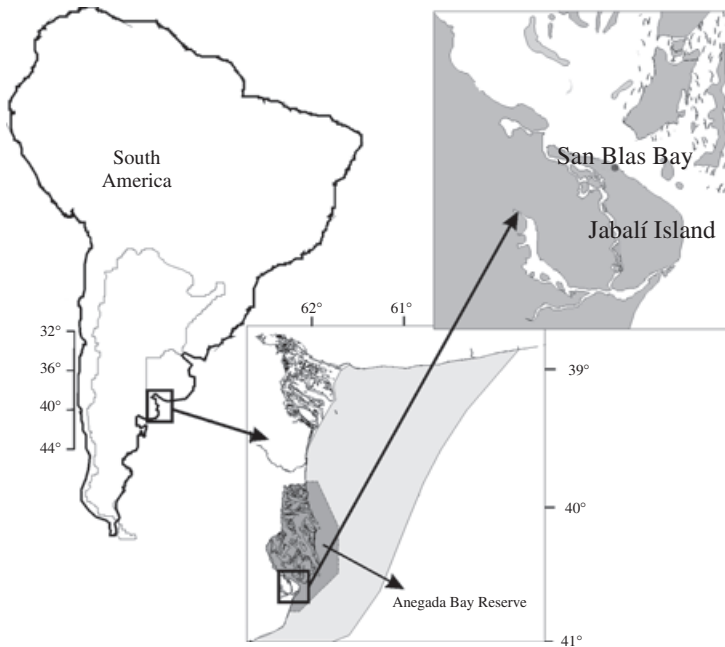 South
America
San Blas Bay
Jabalí Island
62°
61°
32°
36°
40°
44°
39°
40°
41°
Anegada Bay Reserve